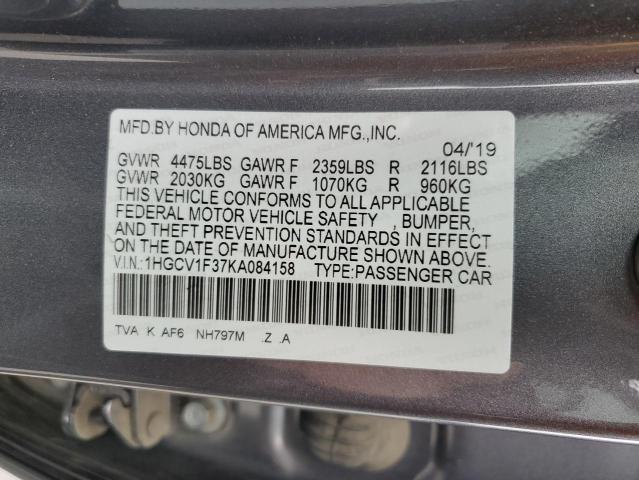 MFD.BY HONDA OF AMERICA MFG.,INC.
04/'19
GVWR 4475LBS GAWR F 2359LBS R 2116LBS
GVWR 2030KG GAWR F 1070KG R 960KG
THIS VEHICLE CONFORMS TO ALL APPLICABLE
FEDERAL MOTOR VEHICLE SAFETY , BUMPER,
AND THEFT PREVENTION STANDARDS IN EFFECT
ON THE DATE OF MANUFACTURE SHOWN ABOVE.
V.I.N.:1HGCV1F37KA084158 TYPE:PASSENGER CAR
TVA K AF6 NH797M .Z .A